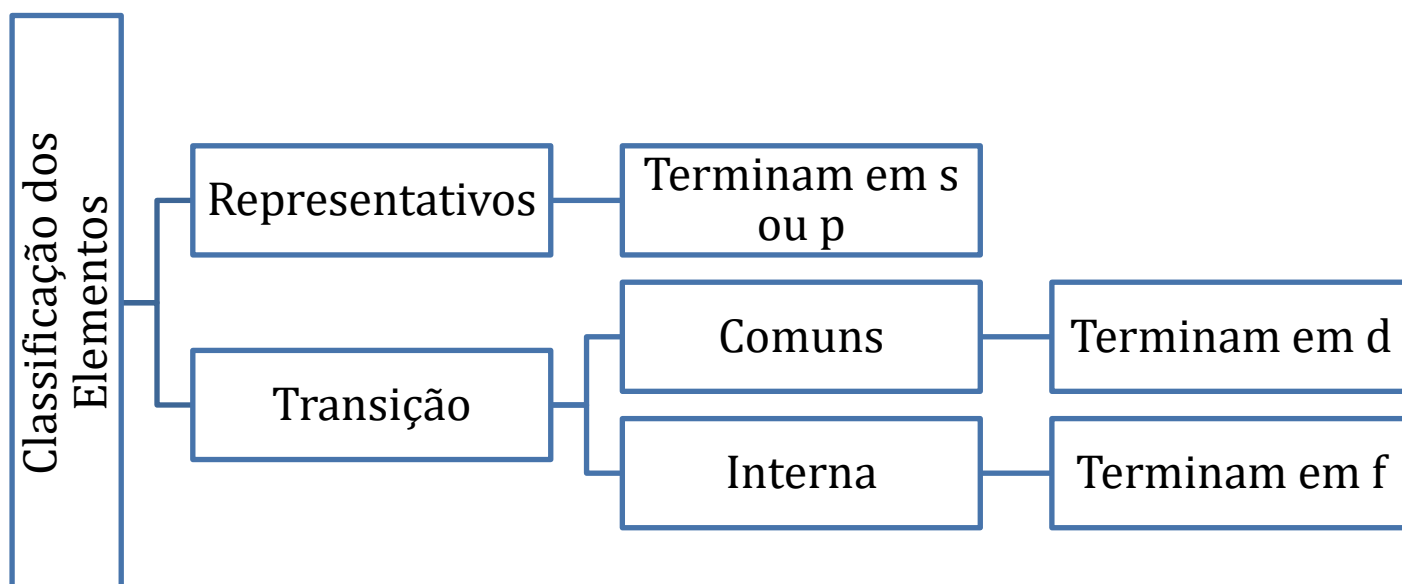 Classificação dos
Elementos
Representativos
Terminam em s
ou p
Transição
Comuns
Terminam em d
Interna
Terminam em f